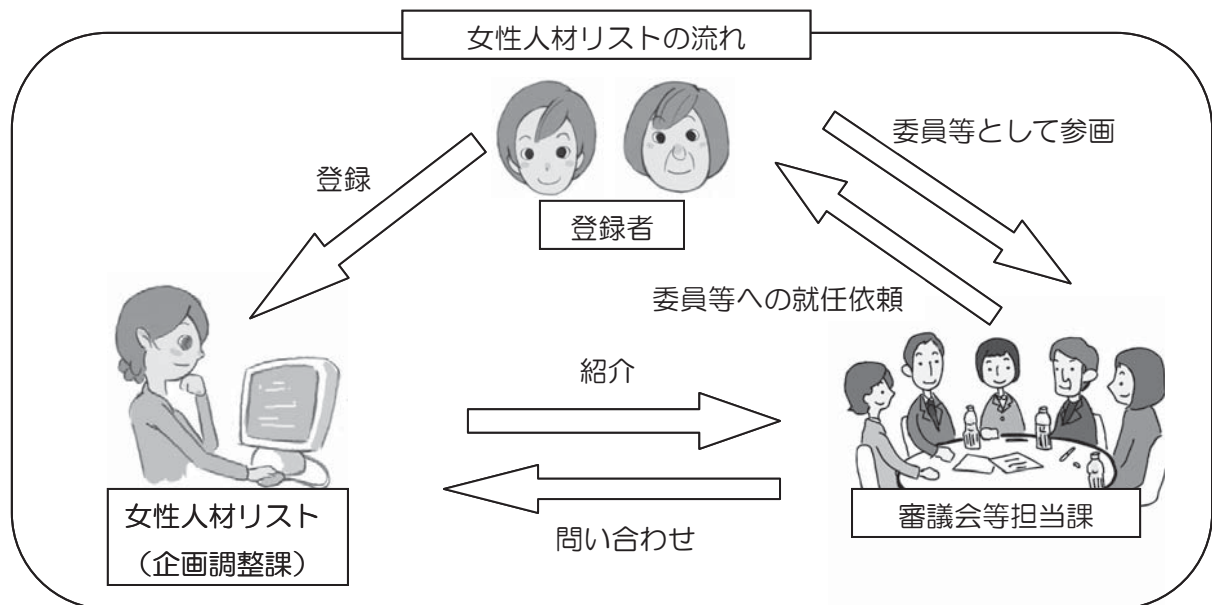 女性人材リストの流れ
委員等として参画
登録
登録者
委員等への就任依頼
紹介
女性人材リスト
（企画調整課）
審議会等担当課
問い合わせ